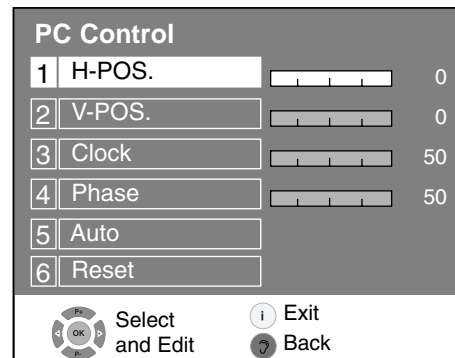 PC Control
1 H-POS. 0
2 V-POS. 0
3 Clock 50
4 Phase 50
5 Auto
6 Reset
P+
OK
P-
Select
and Edit
i Exit
Back